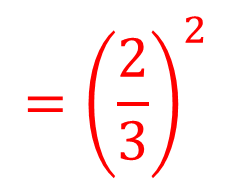 = (2/3)²